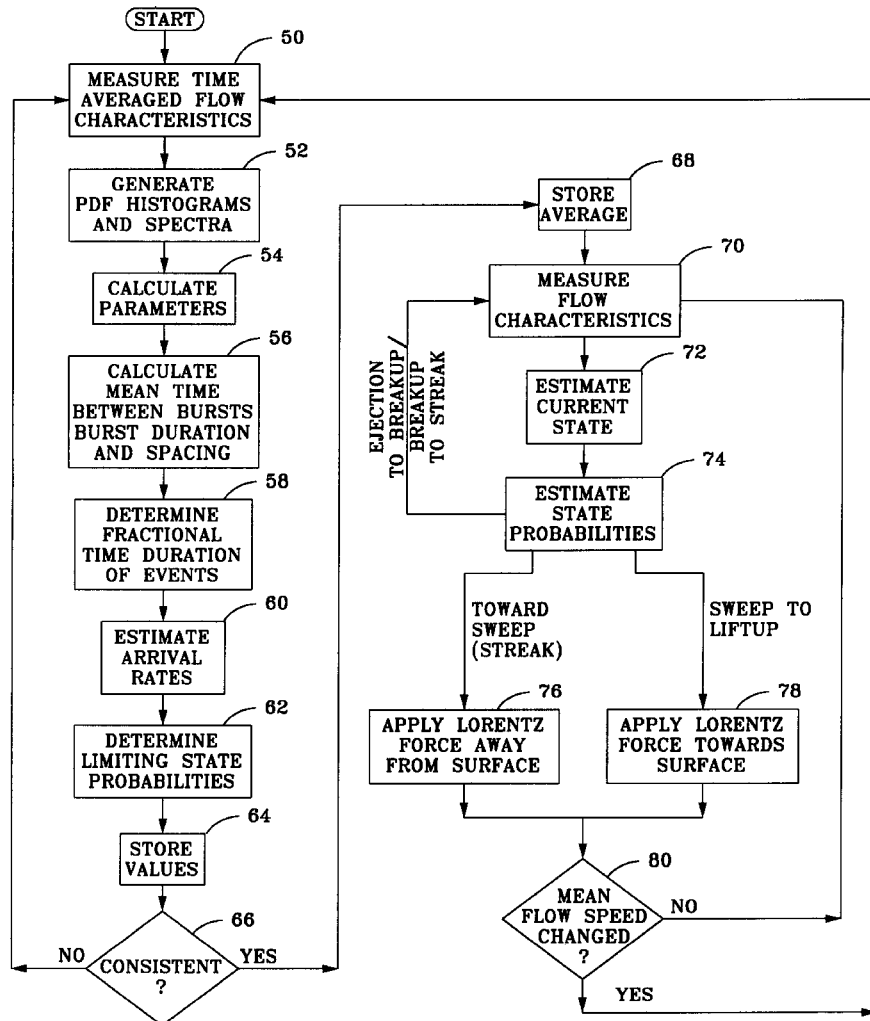 START
50
MEASURE TIME
AVERAGED FLOW
CHARACTERISTICS
52
GENERATE
PDF HISTOGRAMS
AND SPECTRA
54
CALCULATE
PARAMETERS
56
CALCULATE
MEAN TIME
BETWEEN BURSTS
BURST DURATION
AND SPACING
58
DETERMINE
FRACTIONAL
TIME DURATION
OF EVENTS
60
ESTIMATE
ARRIVAL
RATES
62
DETERMINE
LIMITING STATE
PROBABILITIES
64
STORE
VALUES
66
CONSISTENT
?
NO
YES
68
STORE
AVERAGE
70
MEASURE
FLOW
CHARACTERISTICS
72
ESTIMATE
CURRENT
STATE
EJECTION
TO BREAKUP/
BREAKUP
TO STREAK
74
ESTIMATE
STATE
PROBABILITIES
TOWARD
SWEEP
(STREAK)
SWEEP TO
LIFTUP
76
APPLY LORENTZ
FORCE AWAY
FROM SURFACE
78
APPLY LORENTZ
FORCE TOWARDS
SURFACE
80
MEAN
FLOW SPEED
CHANGED
?
NO
YES